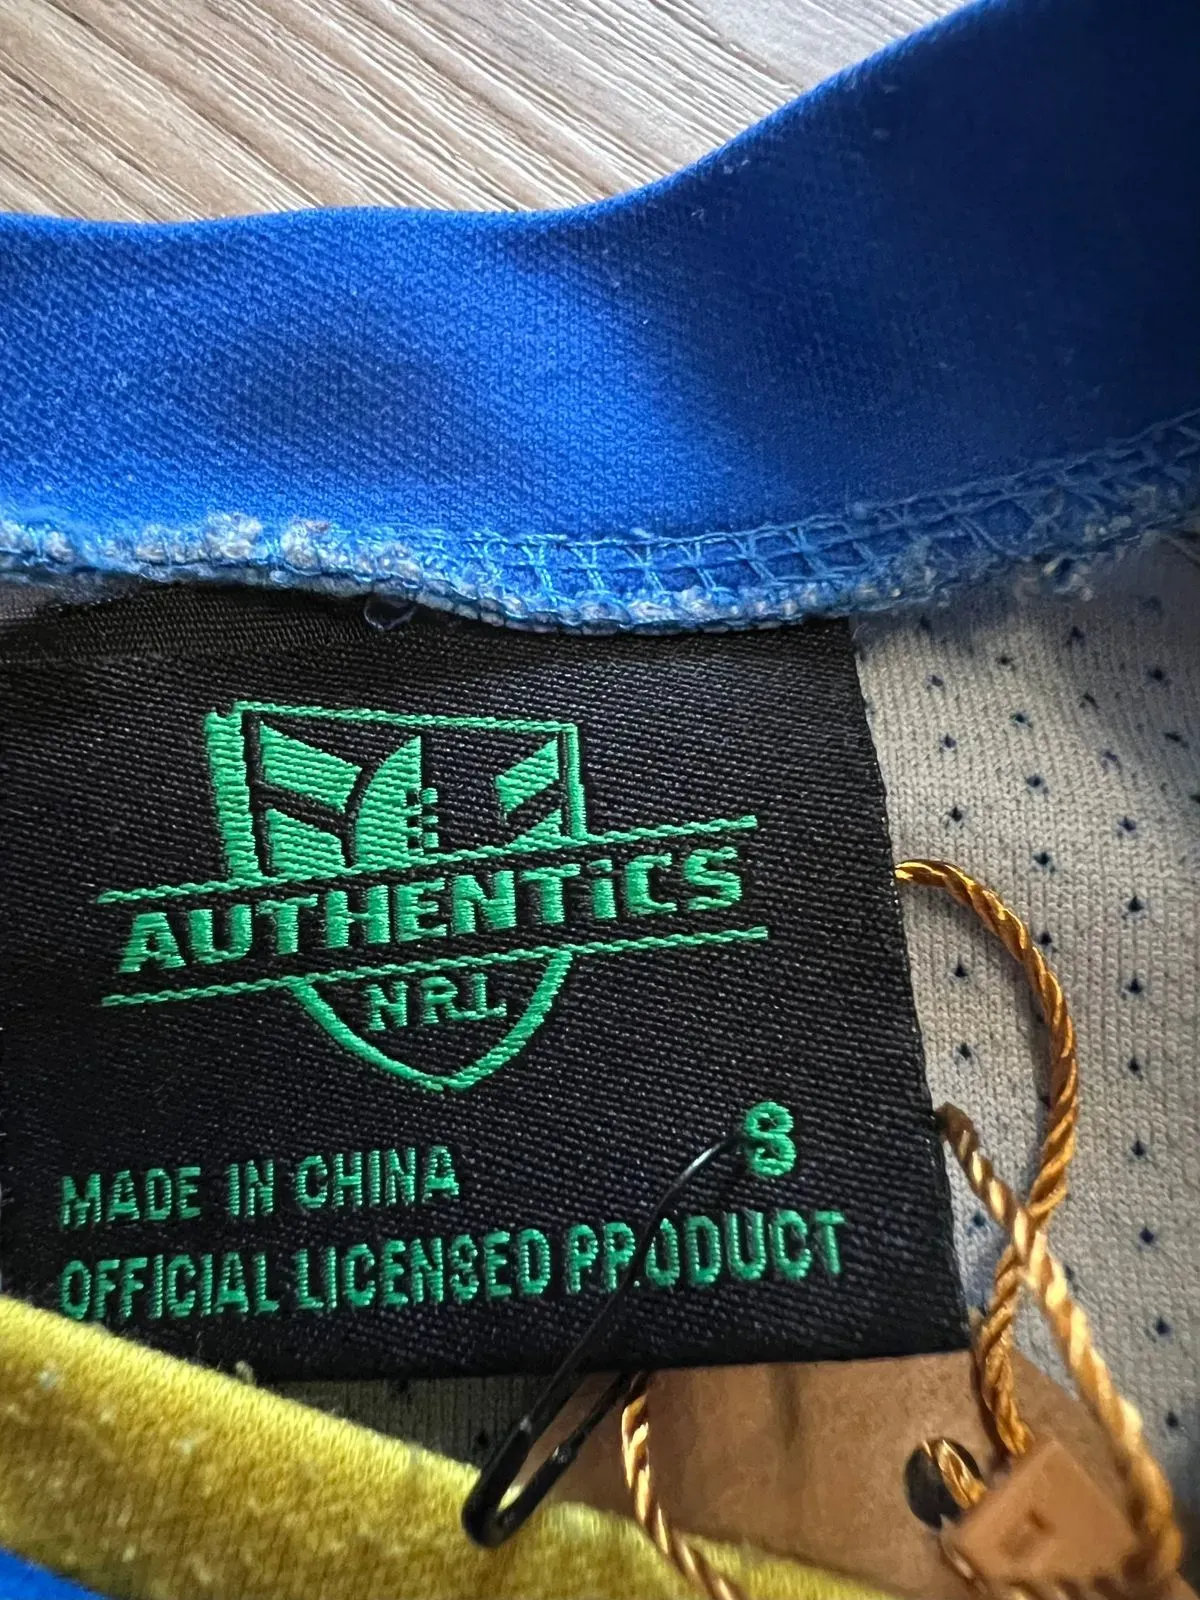 AUTHENTiCS
NRL
S
MADE IN CHINA
OFFICIAL LICENSED PRODUCT